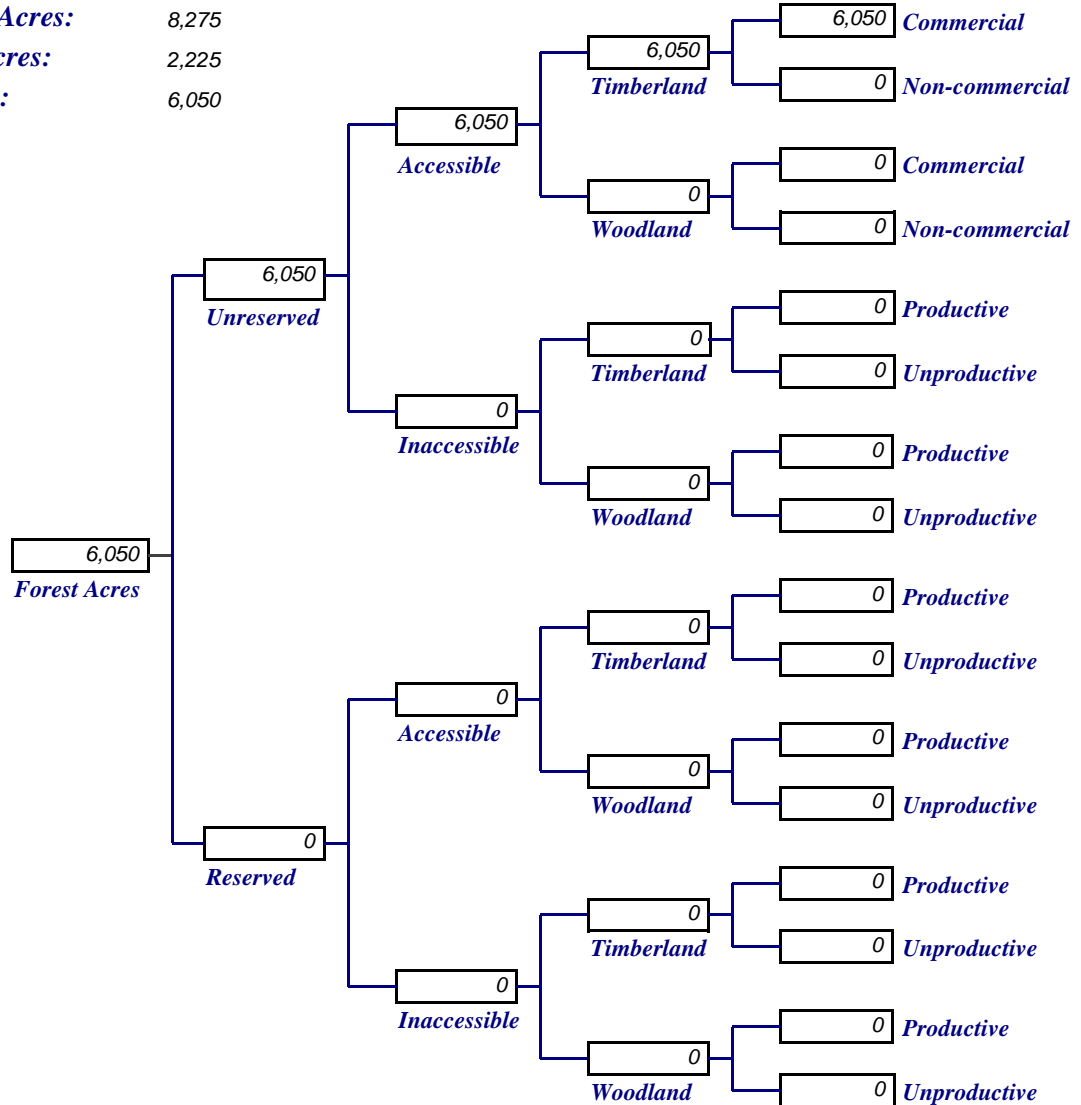 Acres: 8,275
cres: 2,225
: 6,050
6,050 Commercial
6,050
Timberland
0 Non-commercial
6,050
Accessible
0 Commercial
0
Woodland
0 Non-commercial
6,050
Unreserved
0 Productive
0
Timberland
0 Unproductive
0
Inaccessible
0 Productive
0
Woodland
0 Unproductive
6,050
Forest Acres
0 Productive
0
Timberland
0 Unproductive
0
Accessible
0 Productive
0
Woodland
0 Unproductive
0
Reserved
0 Productive
0
Timberland
0 Unproductive
0
Inaccessible
0 Productive
0
Woodland
0 Unproductive